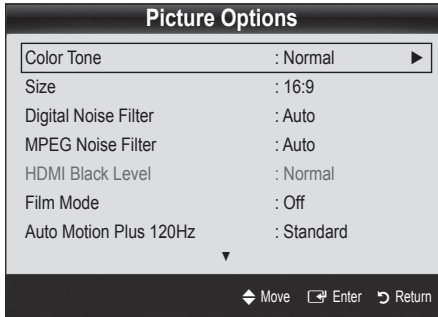 Picture Options
Color Tone : Normal ►
Size : 16:9
Digital Noise Filter : Auto
MPEG Noise Filter : Auto
HDMI Black Level : Normal
Film Mode : Off
Auto Motion Plus 120Hz : Standard
▼
Move Enter Return